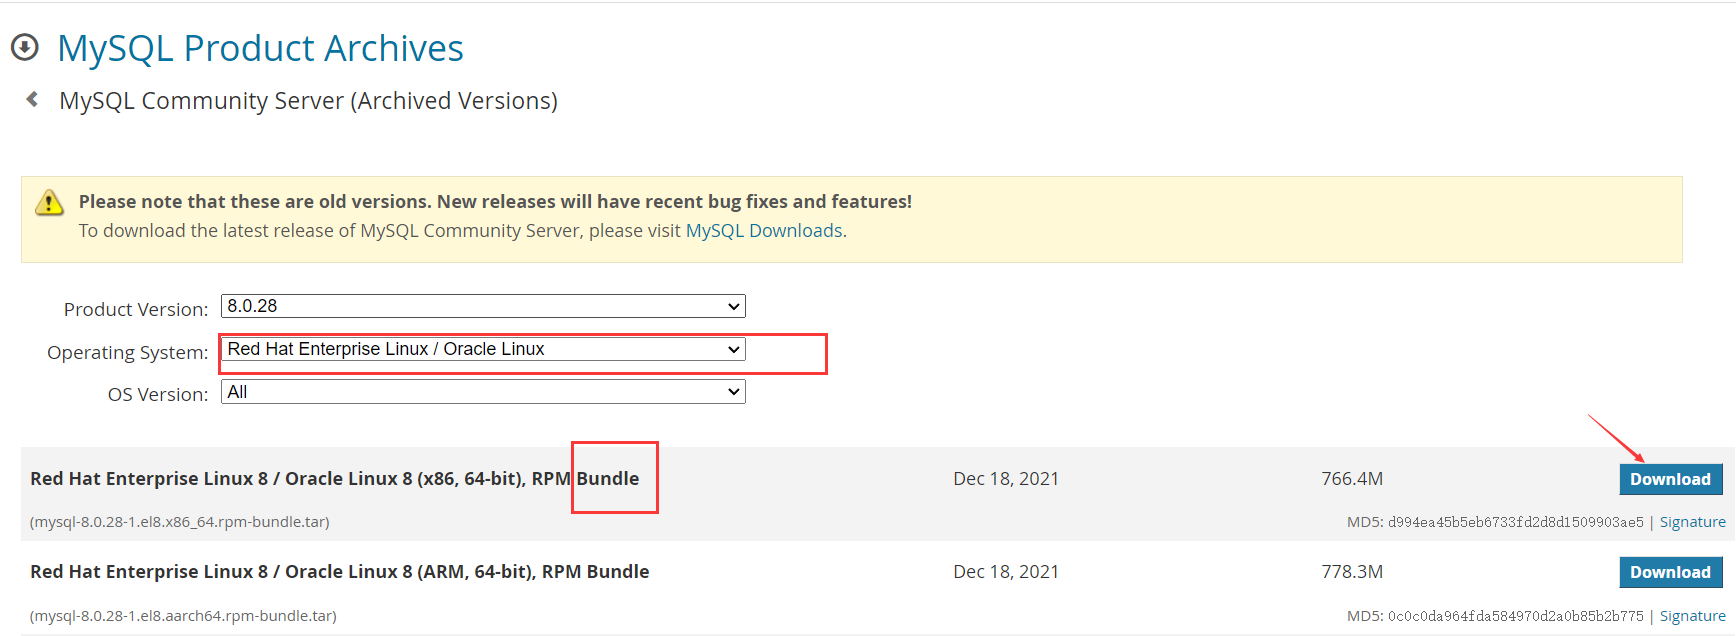 MySQL Product Archives
MySQL Community Server (Archived Versions)
Please note that these are old versions. New releases will have recent bug fixes and features!
To download the latest release of MySQL Community Server, please visit MySQL Downloads.
Product Version: 8.0.28
Operating System: Red Hat Enterprise Linux / Oracle Linux
OS Version: All
Red Hat Enterprise Linux 8 / Oracle Linux 8 (x86, 64-bit), RPM Bundle Dec 18, 2021 766.4M Download
(mysql-8.0.28-1.el8.x86_64.rpm-bundle.tar) MD5: d994ea45b5eb6733fd2d8d1509903ae5 | Signature
Red Hat Enterprise Linux 8 / Oracle Linux 8 (ARM, 64-bit), RPM Bundle Dec 18, 2021 778.3M Download
(mysql-8.0.28-1.el8.aarch64.rpm-bundle.tar) MD5: 0c0c0da964fda584970d2a0b85b2b775 | Signature